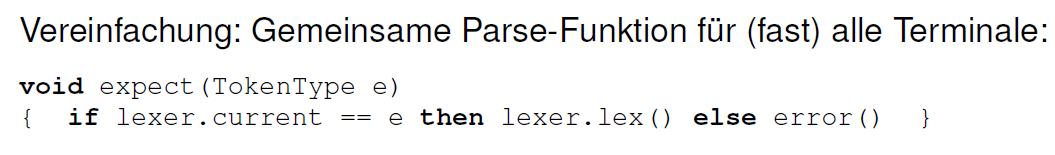 Vereinfachung: Gemeinsame Parse-Funktion für (fast) alle Terminale:
void expect(TokenType e)
{ if lexer.current == e then lexer.lex() else error() }